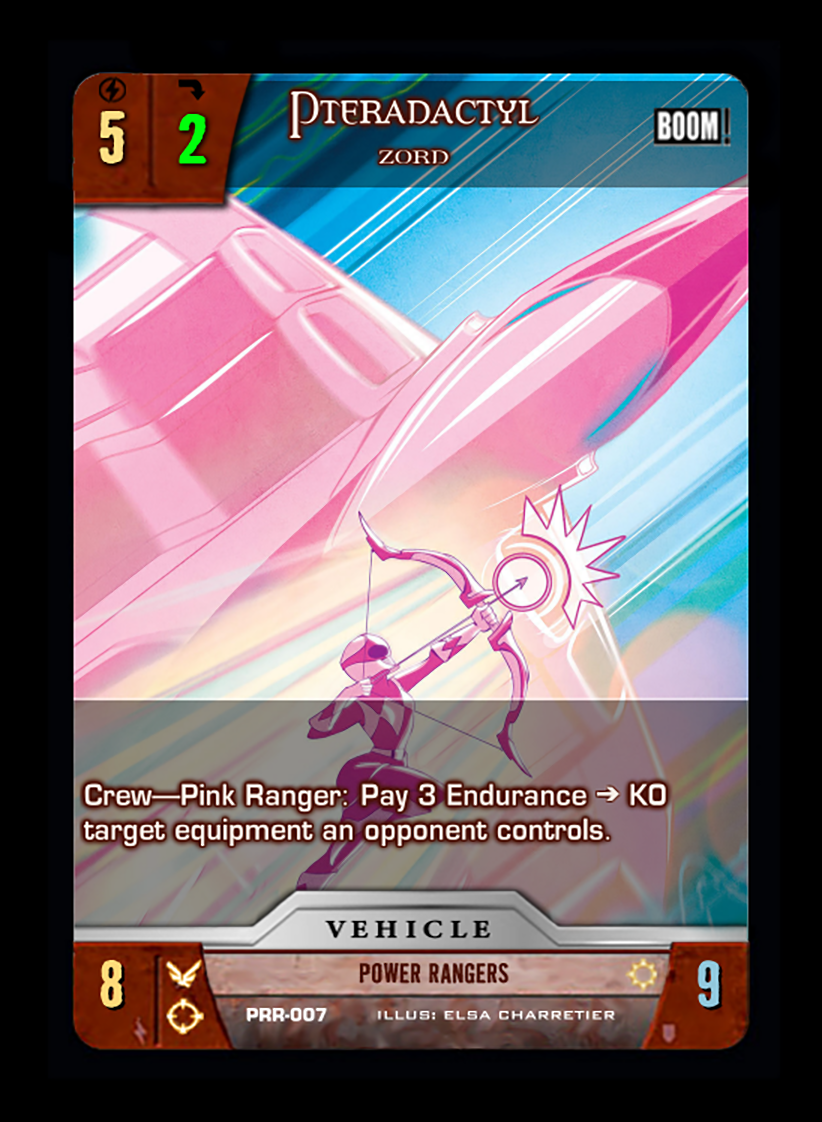 5
2
PTERADACTYL
ZORD
BOOM!
Crew—Pink Ranger: Pay 3 Endurance ➔ KO
target equipment an opponent controls.
VEHICLE
8
POWER RANGERS
9
PRR-007 ILLUS: ELSA CHARRETIER